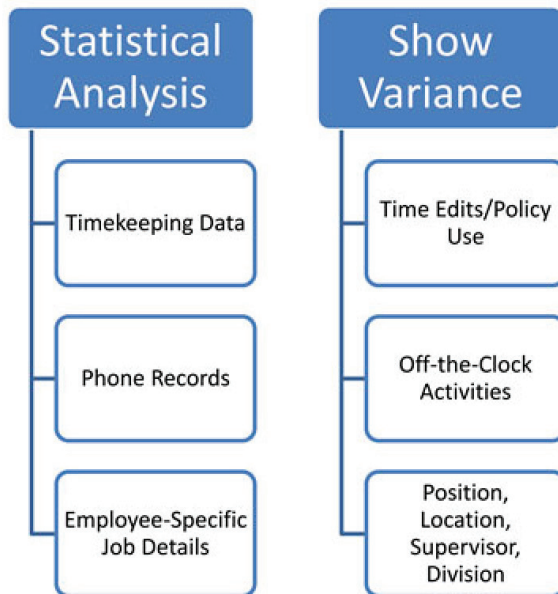 Statistical
Analysis
Timekeeping Data
Phone Records
Employee-Specific
Job Details
Show
Variance
Time Edits/Policy
Use
Off-the-Clock
Activities
Position,
Location,
Supervisor,
Division